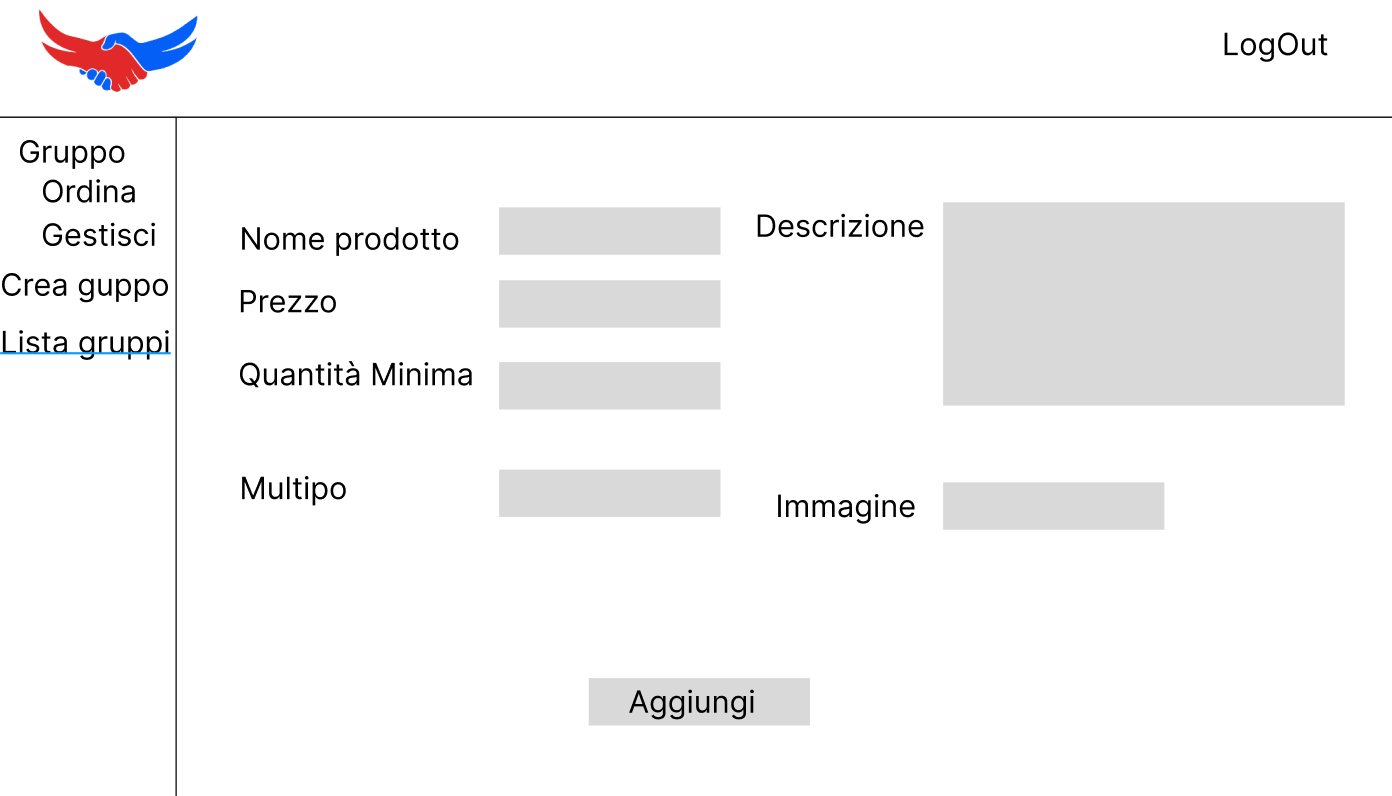 LogOut
Gruppo
Ordina
Gestisci
Crea guppo
Lista gruppi
Nome prodotto
Prezzo
Quantità Minima
Multipo
Descrizione
Immagine
Aggiungi